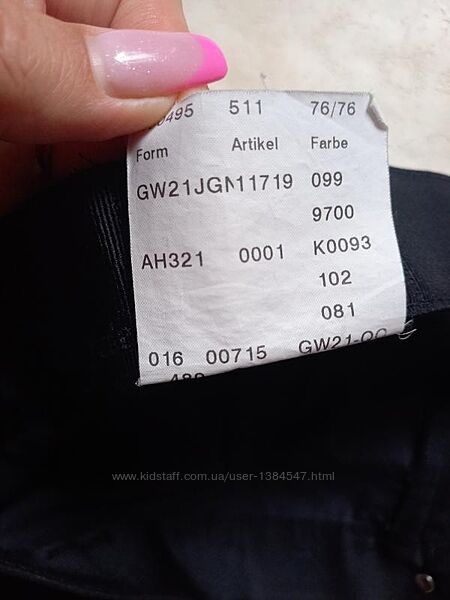 511 76/76
Form Artikel Farbe
GW21JGN11719 099
9700
AH321 0001 K0093
102
081
016 00715
www.kidstaff.com.ua/user-1384547.html